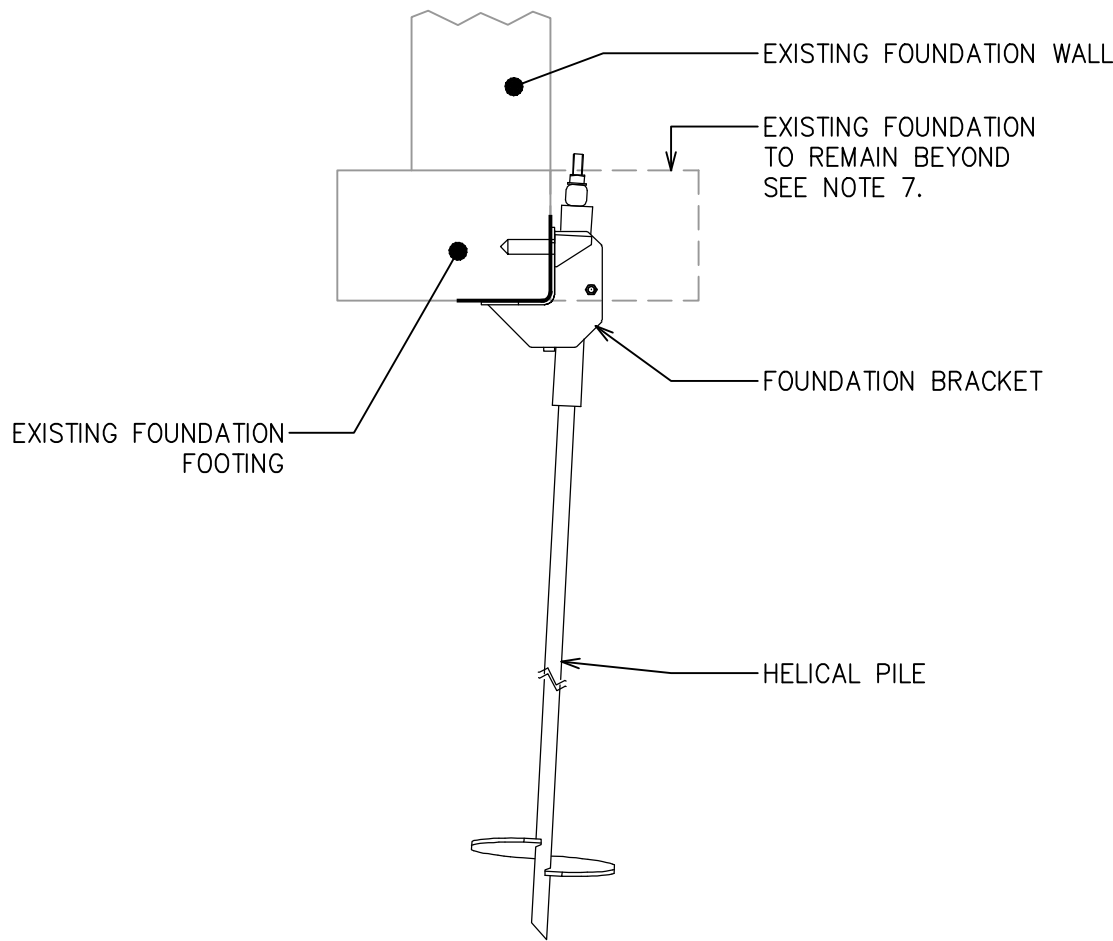 EXISTING FOUNDATION WALL
EXISTING FOUNDATION
TO REMAIN BEYOND
SEE NOTE 7.
FOUNDATION BRACKET
EXISTING FOUNDATION
FOOTING
HELICAL PILE